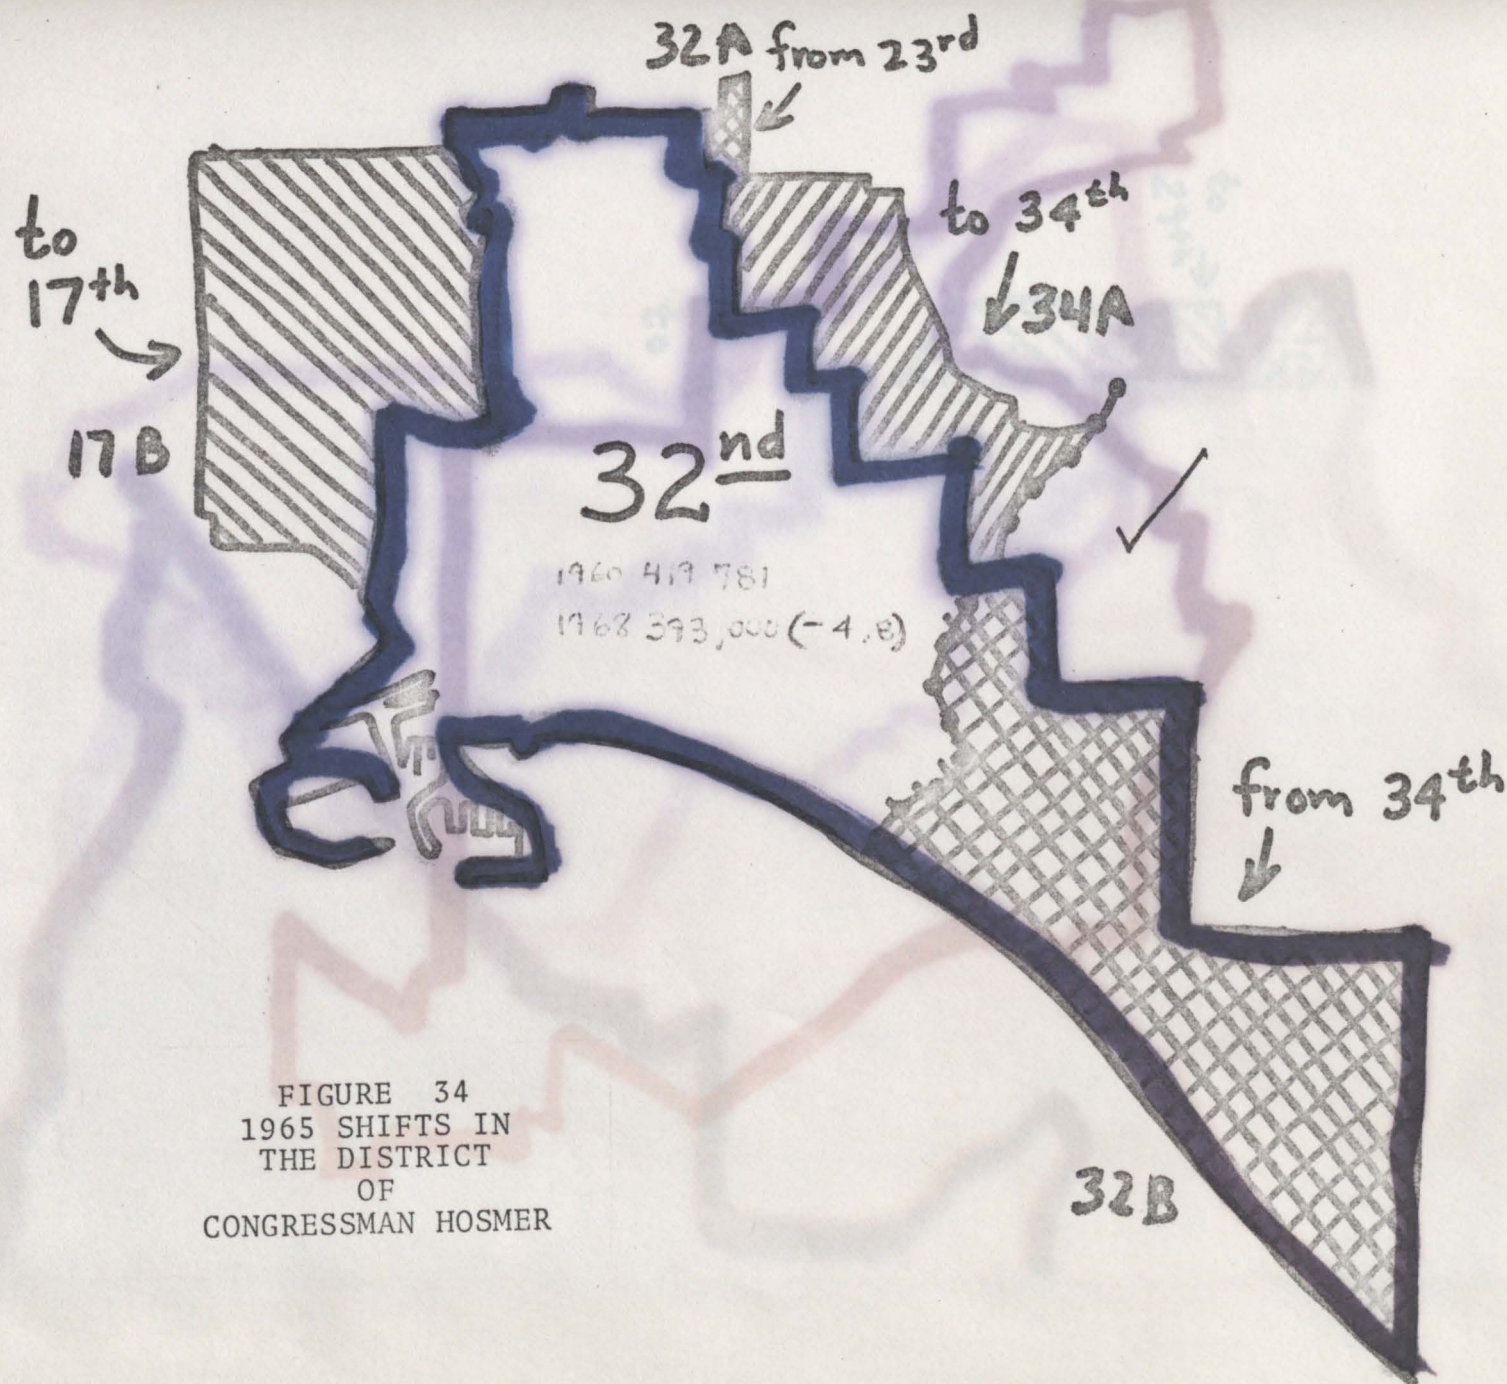 32A from 23rd
to 34th
34A
to
17th
17B
32nd
1960 419 781
1968 393,000 (-4.8)
from 34th
FIGURE 34
1965 SHIFTS IN
THE DISTRICT
OF
CONGRESSMAN HOSMER
32B